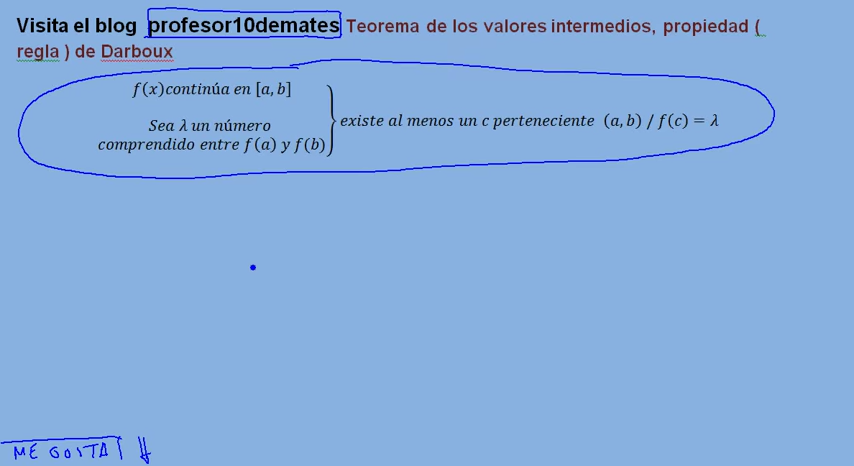 Visita el blog profesor10demates Teorema de los valores intermedios, propiedad (
regla ) de Darboux
f(x)continúa en [a, b]
Sea λ un número
comprendido entre f(a) y f(b)
existe al menos un c perteneciente (a, b) / f(c) = λ
ME GUSTA